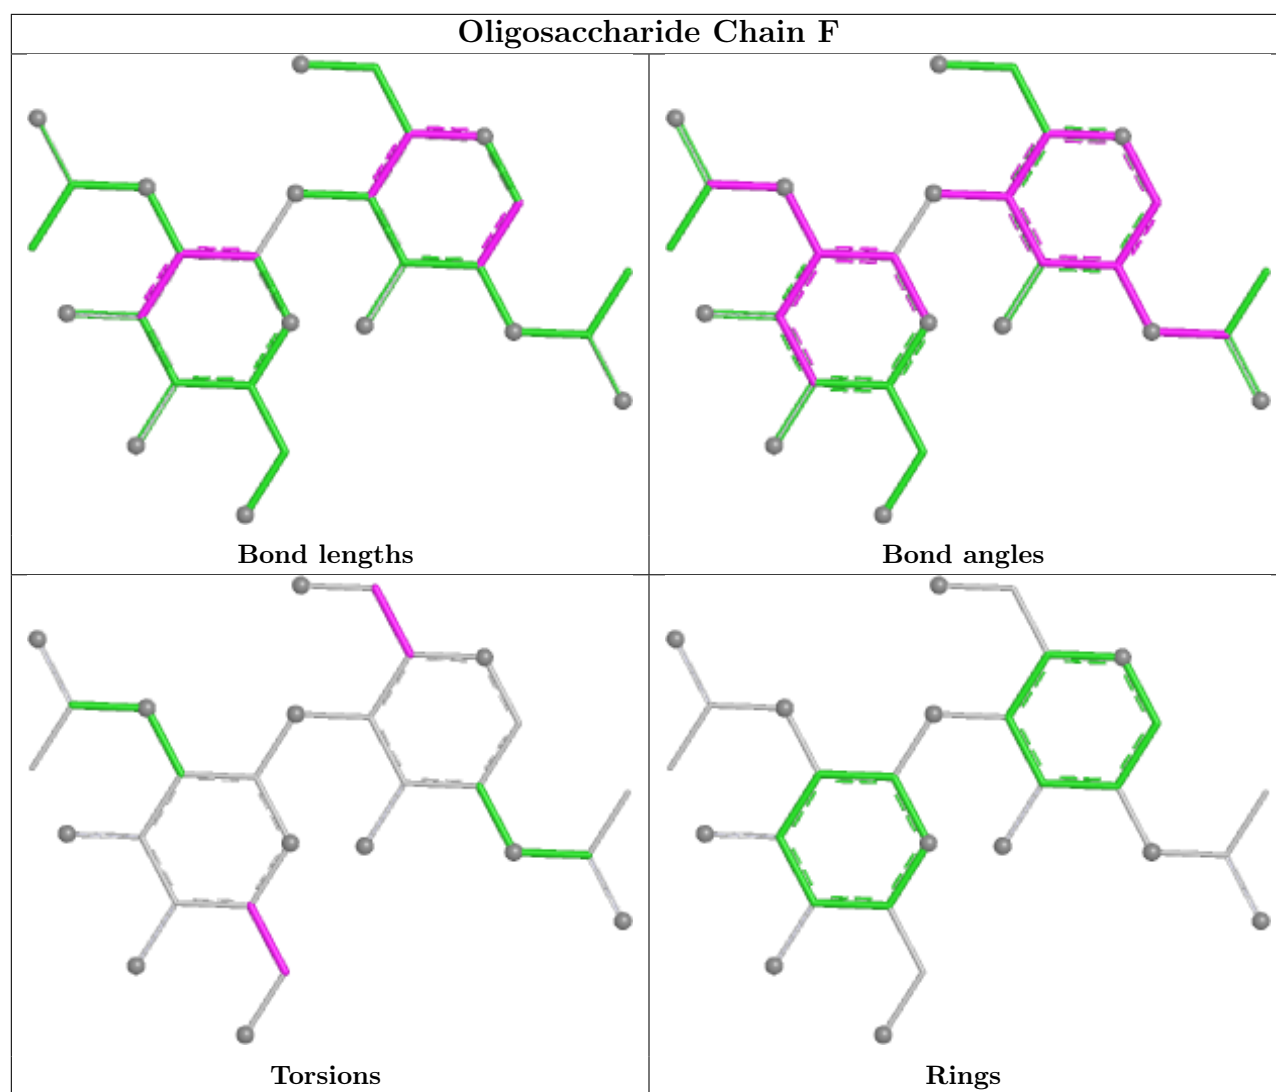 Oligosaccharide Chain F
Bond lengths
Bond angles
Torsions
Rings